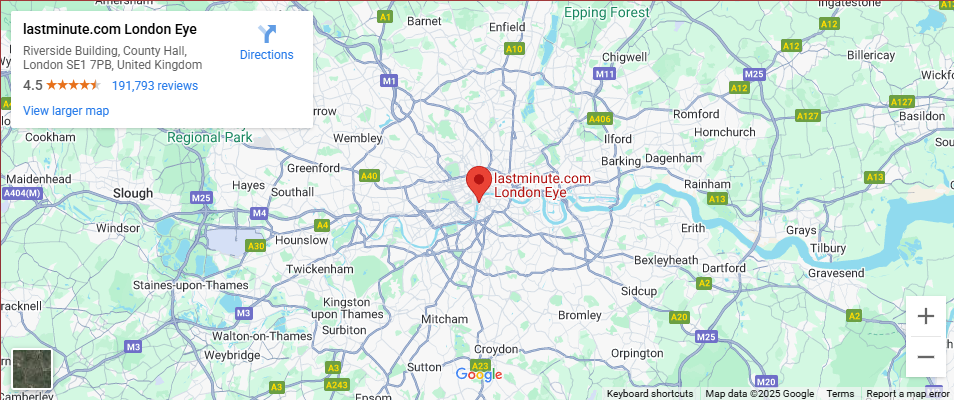 lastminute.com London Eye
Riverside Building, County Hall,
London SE1 7PB, United Kingdom
4.5
191,793 reviews
View larger map
Directions
Barnet
Enfield
Epping Forest
Ingatestone
A1
A10
Chigwell
A12
A12
Billericay
M1
M11
M25
A12
A127
A127
Basildon
Cookham
Regional Park
Wembley
A406
Romford
Hornchurch
Ilford
Barking
Dagenham
Maidenhead
A404(M)
Slough
Greenford
A40
Hayes
Southall
M25
M4
lastminute.com
London Eye
Rainham
A13
A13
Windsor
A4
A30
Hounslow
Erith
Grays
Tilbury
Twickenham
Bexleyheath
Dartford
Gravesend
Staines-upon-Thames
A2
Sidcup
Kingston
upon Thames
M3
Mitcham
Bromley
A20
A2
Surbiton
Walton-on-Thames
M25
M3
Weybridge
Croydon
Orpington
Sutton
A23
A3
A3
A243
M20
Google
Keyboard shortcuts
Map data ©2025 Google
Terms
Report a map error